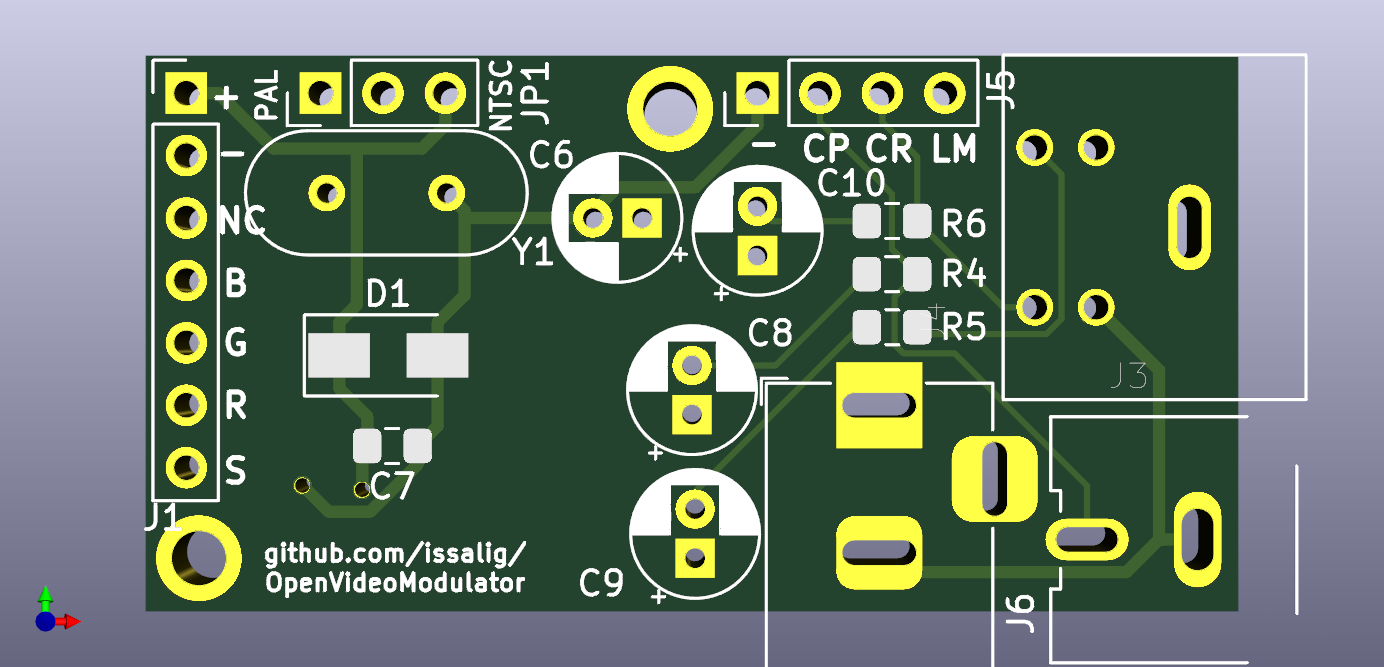 +
PAL
NTSC
JP1
J5
−
−
CP CR LM
C6
C10
NC
R6
Y1
+
R4
B
D1
+
J4
R5
G
C8
J3
R
+
S
C7
J1
github.com/issalig/
OpenVideoModulator
C9
+
J6